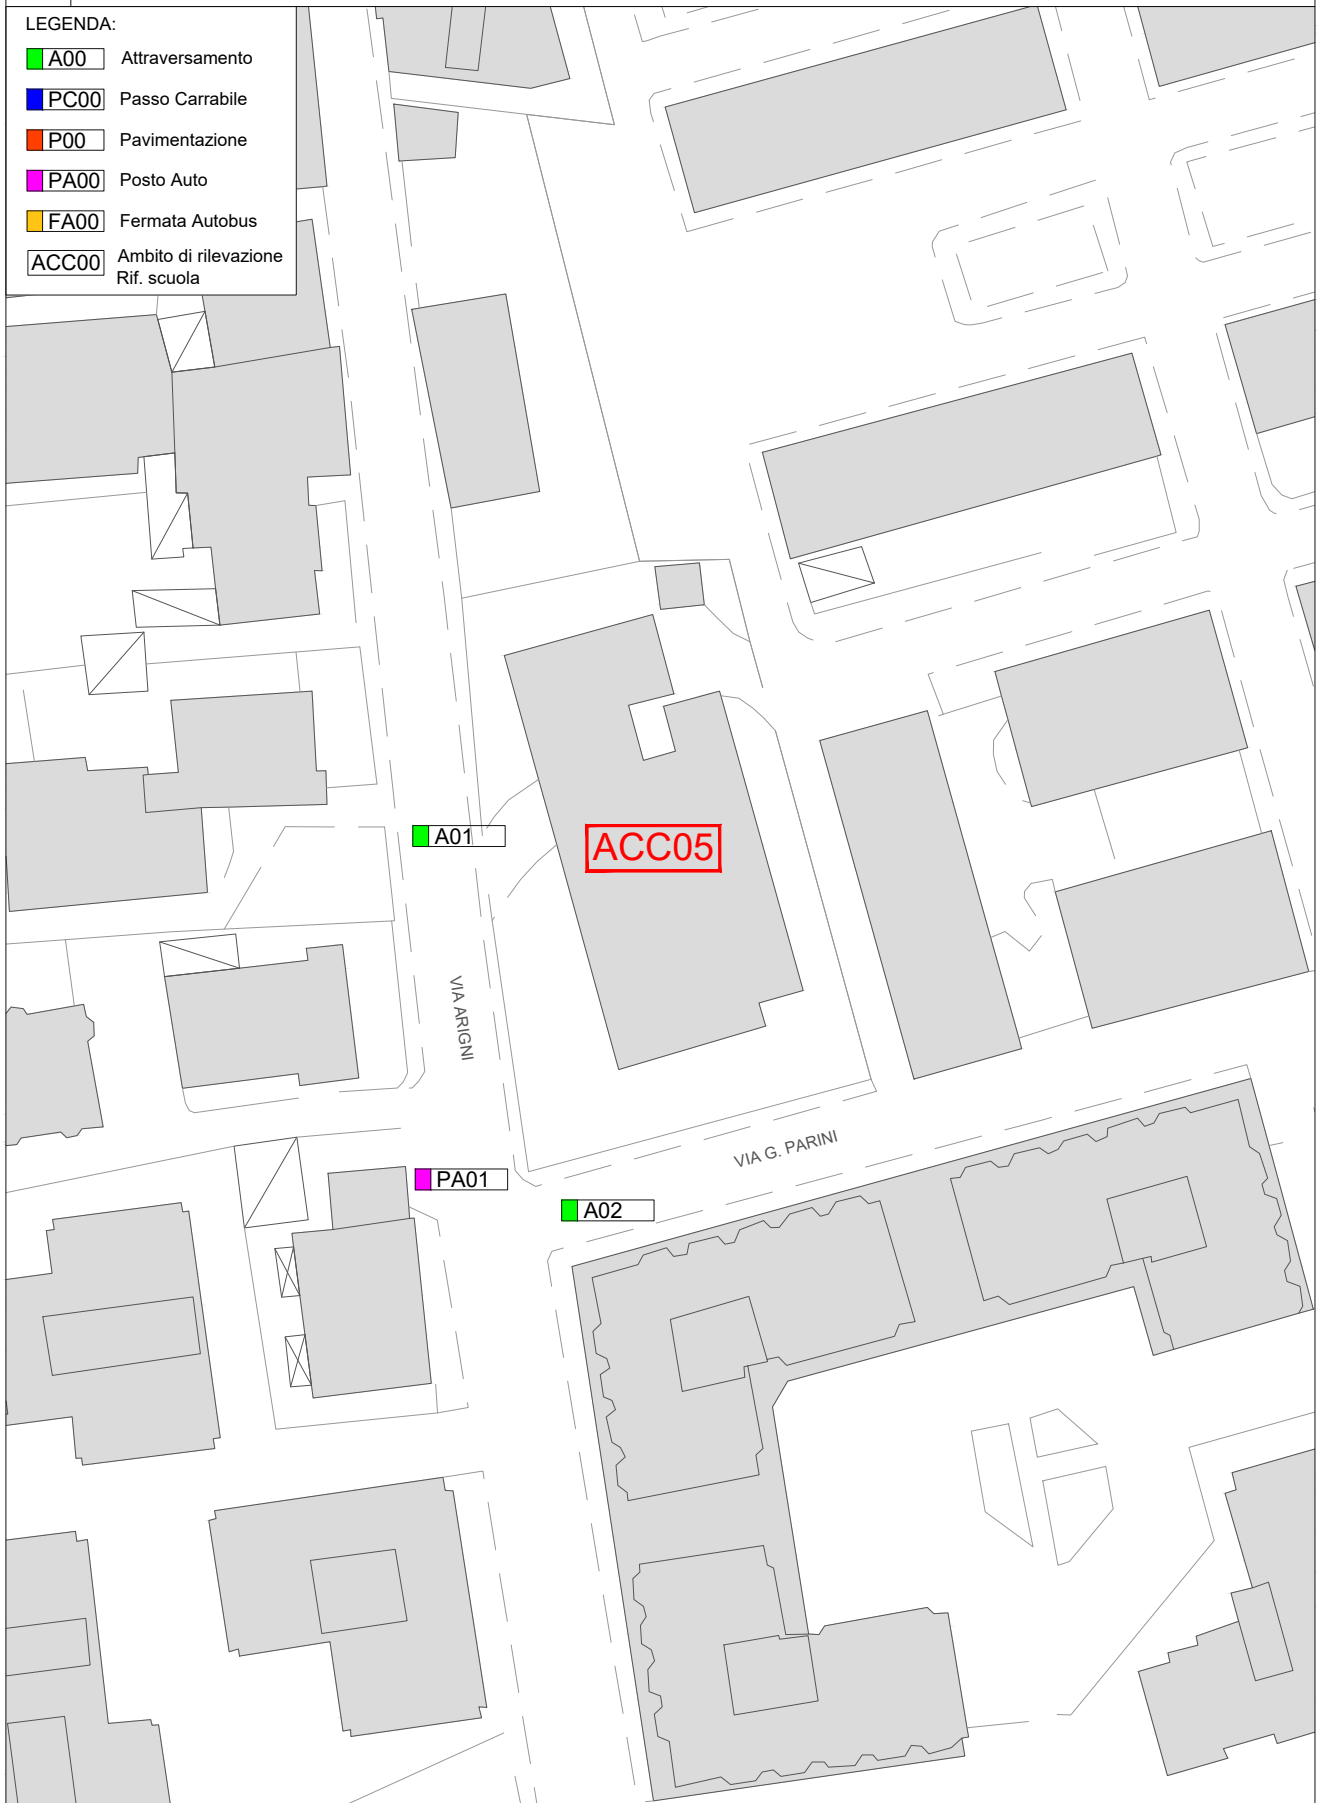 LEGENDA:
A00 Attraversamento
PC00 Passo Carrabile
P00 Pavimentazione
PA00 Posto Auto
FA00 Fermata Autobus
ACC00 Ambito di rilevazione
Rif. scuola
A01
ACC05
VIA ARIGNI
VIA G. PARINI
PA01
A02